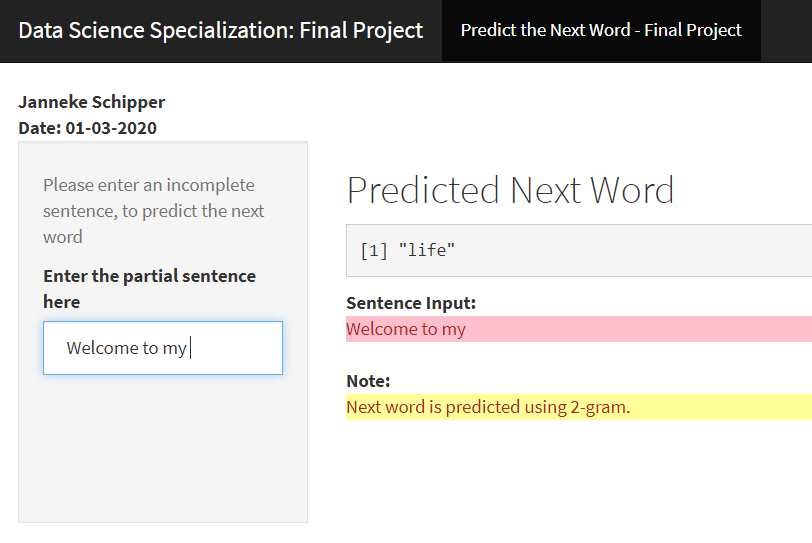 Data Science Specialization: Final Project
Predict the Next Word - Final Project
Janneke Schipper
Date: 01-03-2020
Please enter an incomplete
sentence, to predict the next
word
Enter the partial sentence
here
Welcome to my
Predicted Next Word
[1] "life"
Sentence Input:
Welcome to my
Note:
Next word is predicted using 2-gram.